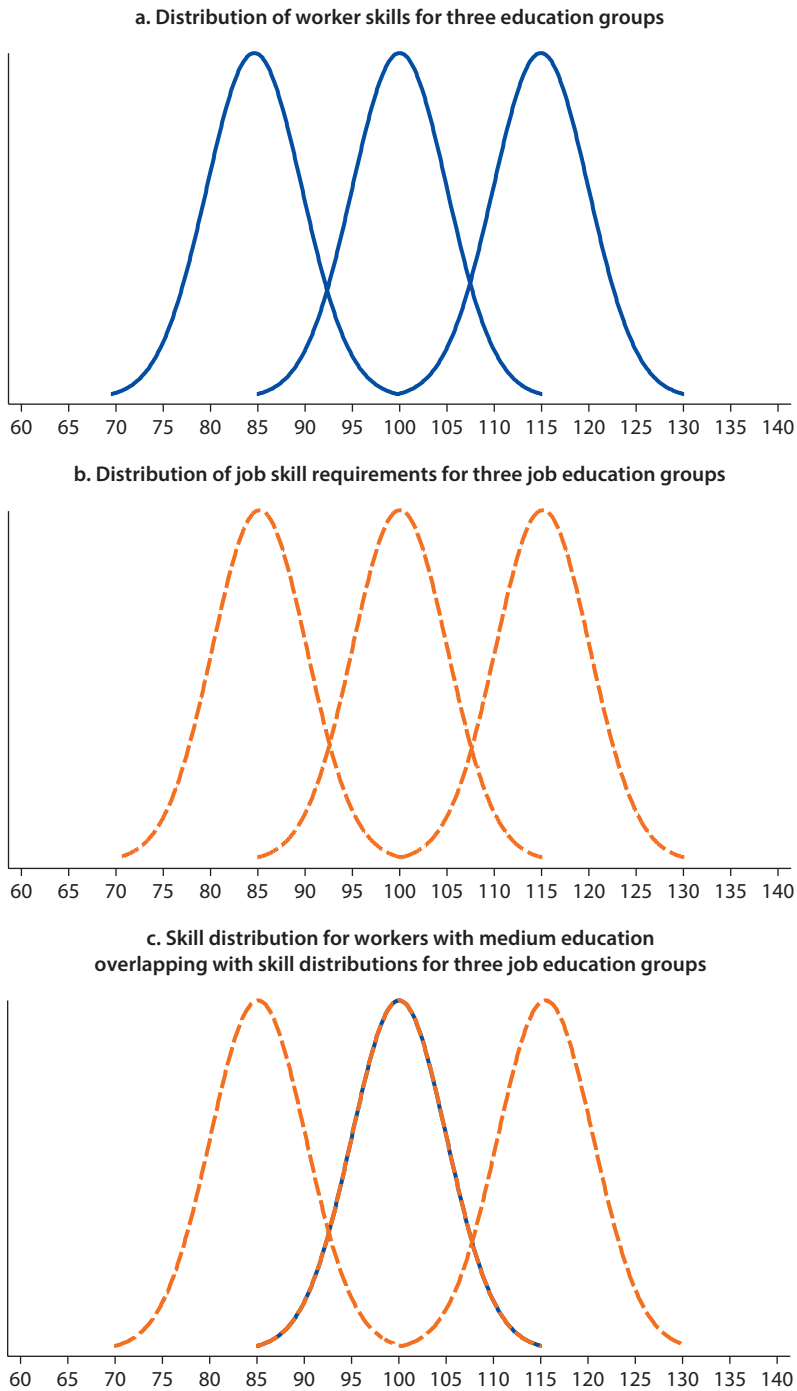 a. Distribution of worker skills for three education groups
60 65 70 75 80 85 90 95 100 105 110 115 120 125 130 135 140
b. Distribution of job skill requirements for three job education groups
60 65 70 75 80 85 90 95 100 105 110 115 120 125 130 135 140
c. Skill distribution for workers with medium education
overlapping with skill distributions for three job education groups
60 65 70 75 80 85 90 95 100 105 110 115 120 125 130 135 140